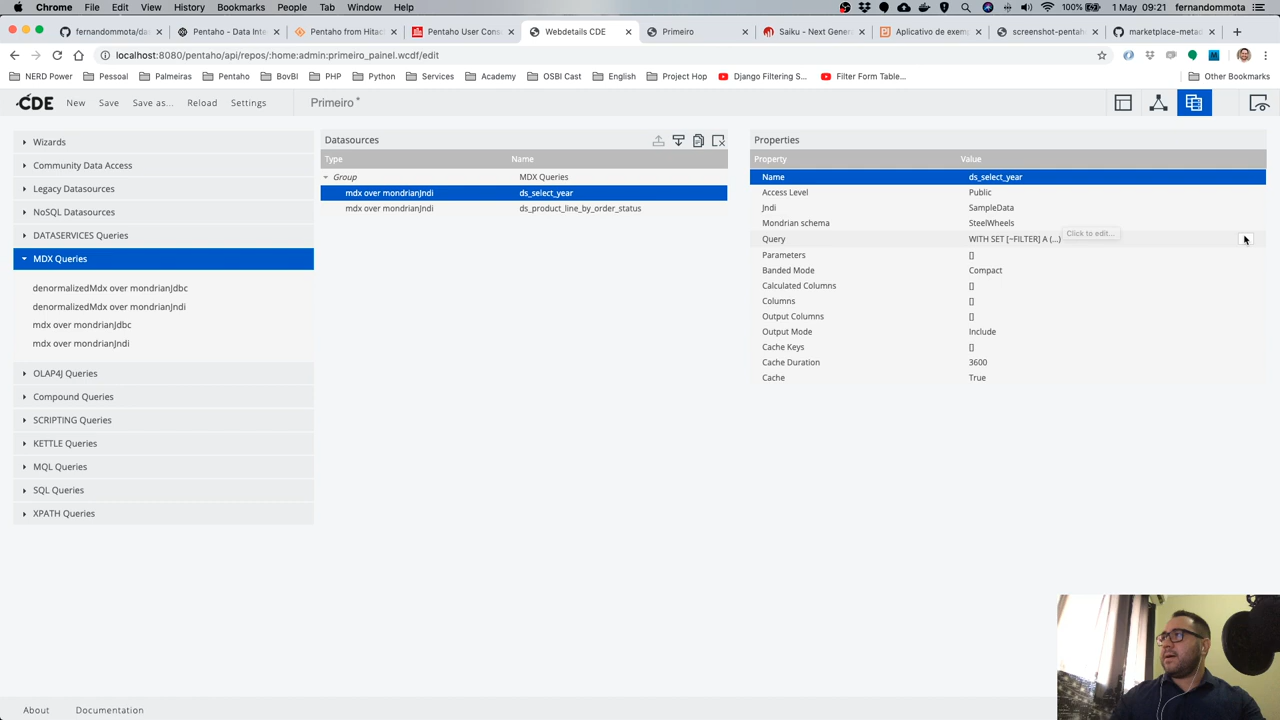 Chrome File Edit View History Bookmarks People Tab Window Help 100% 1 May 09:21 fernandommota
fernandommota/das Pentaho - Data Inte Pentaho from Hitac Pentaho User Cons Webdetails CDE Primeiro Saiku - Next Gener Aplicativo de exemp screenshot-pentah marketplace-metac
localhost:8080/pentaho/api/repos/:home:admin:primeiro_painel.wcdf/edit
NERD Power Pessoal Palmeiras Pentaho BovBI PHP Python Services Academy OSBI Cast English Project Hop Django Filtering S... Filter Form Table... Other Bookmarks
CDE New Save Save as... Reload Settings Primeiro *
Wizards
Community Data Access
Legacy Datasources
NoSQL Datasources
DATASERVICES Queries
MDX Queries
denormalizedMdx over mondrianJdbc
denormalizedMdx over mondrianJndi
mdx over mondrianJdbc
mdx over mondrianJndi
OLAP4J Queries
Compound Queries
SCRIPTING Queries
KETTLE Queries
MQL Queries
SQL Queries
XPATH Queries
Datasources
Type Name
Group MDX Queries
mdx over mondrianJndi ds_select_year
mdx over mondrianJndi ds_product_line_by_order_status
Properties
Property Value
Name ds_select_year
Access Level Public
Jndi SampleData
Mondrian schema SteelWheels
Click to edit...
Query WITH SET [~FILTER] A (...)
Parameters []
Banded Mode Compact
Calculated Columns []
Columns []
Output Columns []
Output Mode Include
Cache Keys []
Cache Duration 3600
Cache True
About Documentation